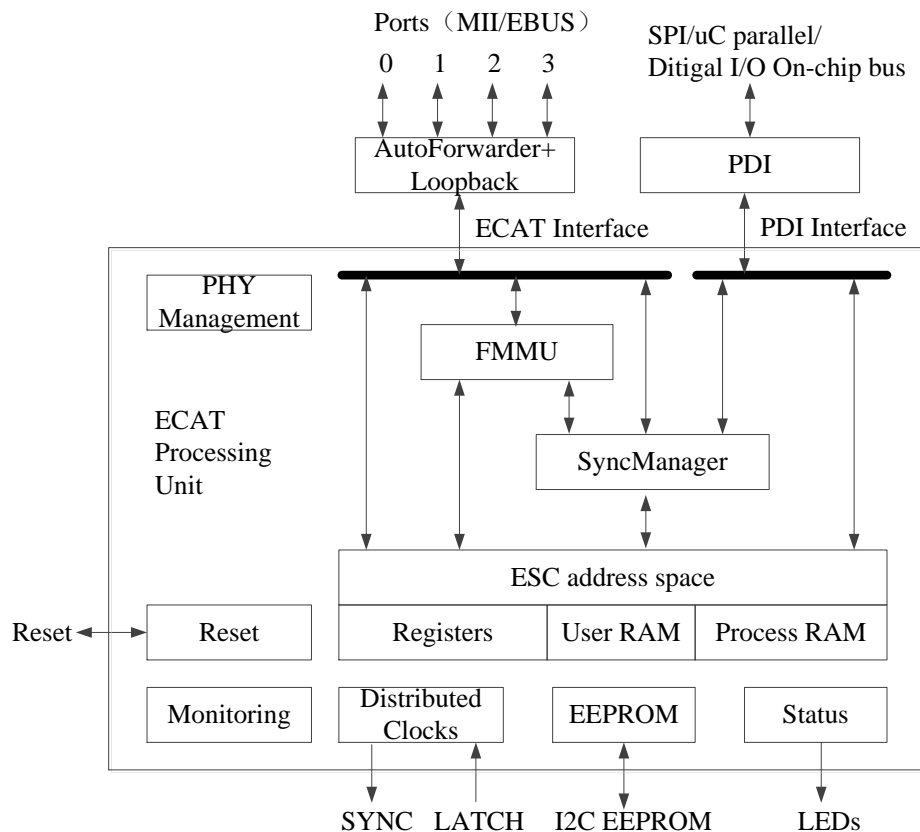 Ports（MII/EBUS）
0 1 2 3
SPI/uC parallel/
Ditigal I/O On-chip bus
AutoForwarder+
Loopback
PDI
ECAT Interface
PDI Interface
PHY
Management
FMMU
ECAT
Processing
Unit
SyncManager
ESC address space
Reset
Reset
Registers
User RAM
Process RAM
Monitoring
Distributed
Clocks
EEPROM
Status
SYNC
LATCH
I2C EEPROM
LEDs